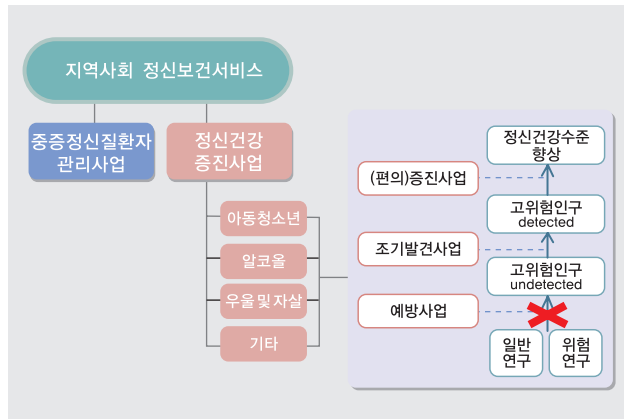 지역사회 정신보건서비스
중증정신질환자
관리사업
정신건강
증진사업
아동청소년
알코올
우울 및 자살
기타
정신건강수준
향상
(편의)증진사업
고위험인구
detected
조기발견사업
고위험인구
undetected
예방사업
일반
연구
위험
연구